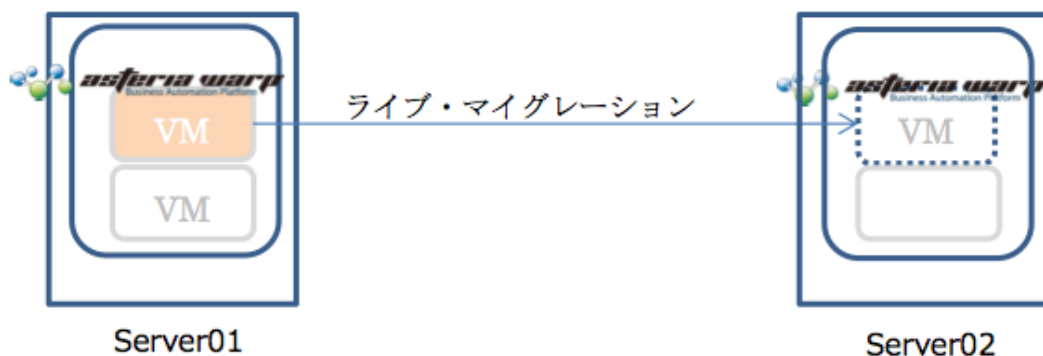 asteria warp
Business Automation Platform
VM
VM
ライブ・マイグレーション
asteria warp
Business Automation Platform
VM
Server01
Server02